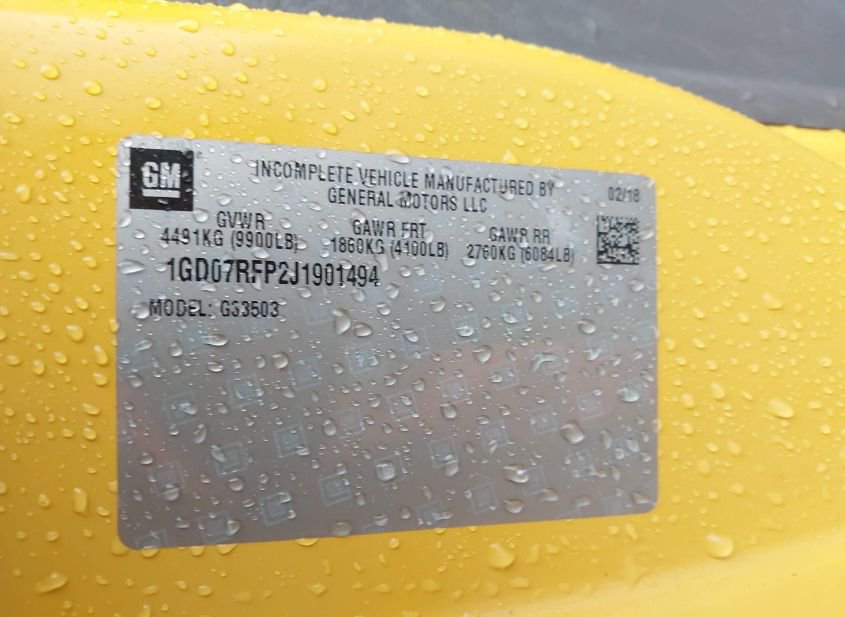 GM
INCOMPLETE VEHICLE MANUFACTURED BY
GENERAL MOTORS LLC
02/18
GVWR
4491KG (9900LB)
GAWR FRT
1860KG (4100LB)
GAWR RR
2760KG (6084LB)
1GD07RFP2J1901494
MODEL: G33503